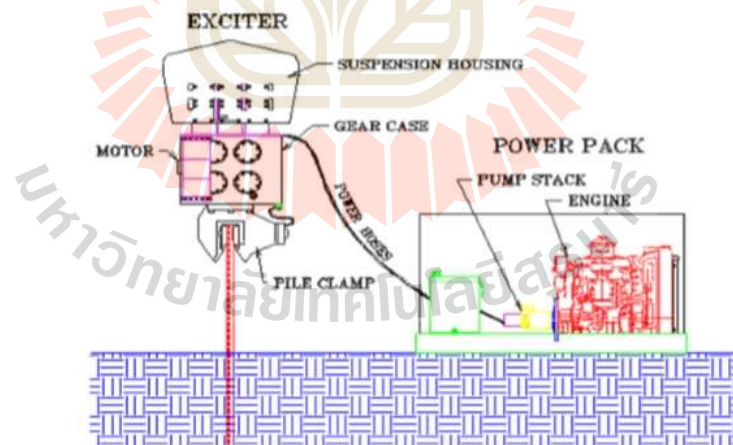 EXCITER
SUSPENSION HOUSING
GEAR CASE
MOTOR
POWER HOSES
PILE CLAMP
POWER PACK
PUMP STACK
ENGINE
มหาวิทยาลัยเทคโนโลยีสุรนารี